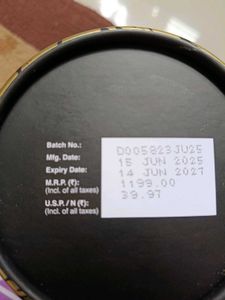 Batch No.: D005823JU25
Mfg. Date: 15 JUN 2025
Expiry Date: 14 JUN 2027
M.R.P. (₹): 1199.00
(Incl. of all taxes)
U.S.P. / N (₹): 39.97
(Incl. of all taxes)